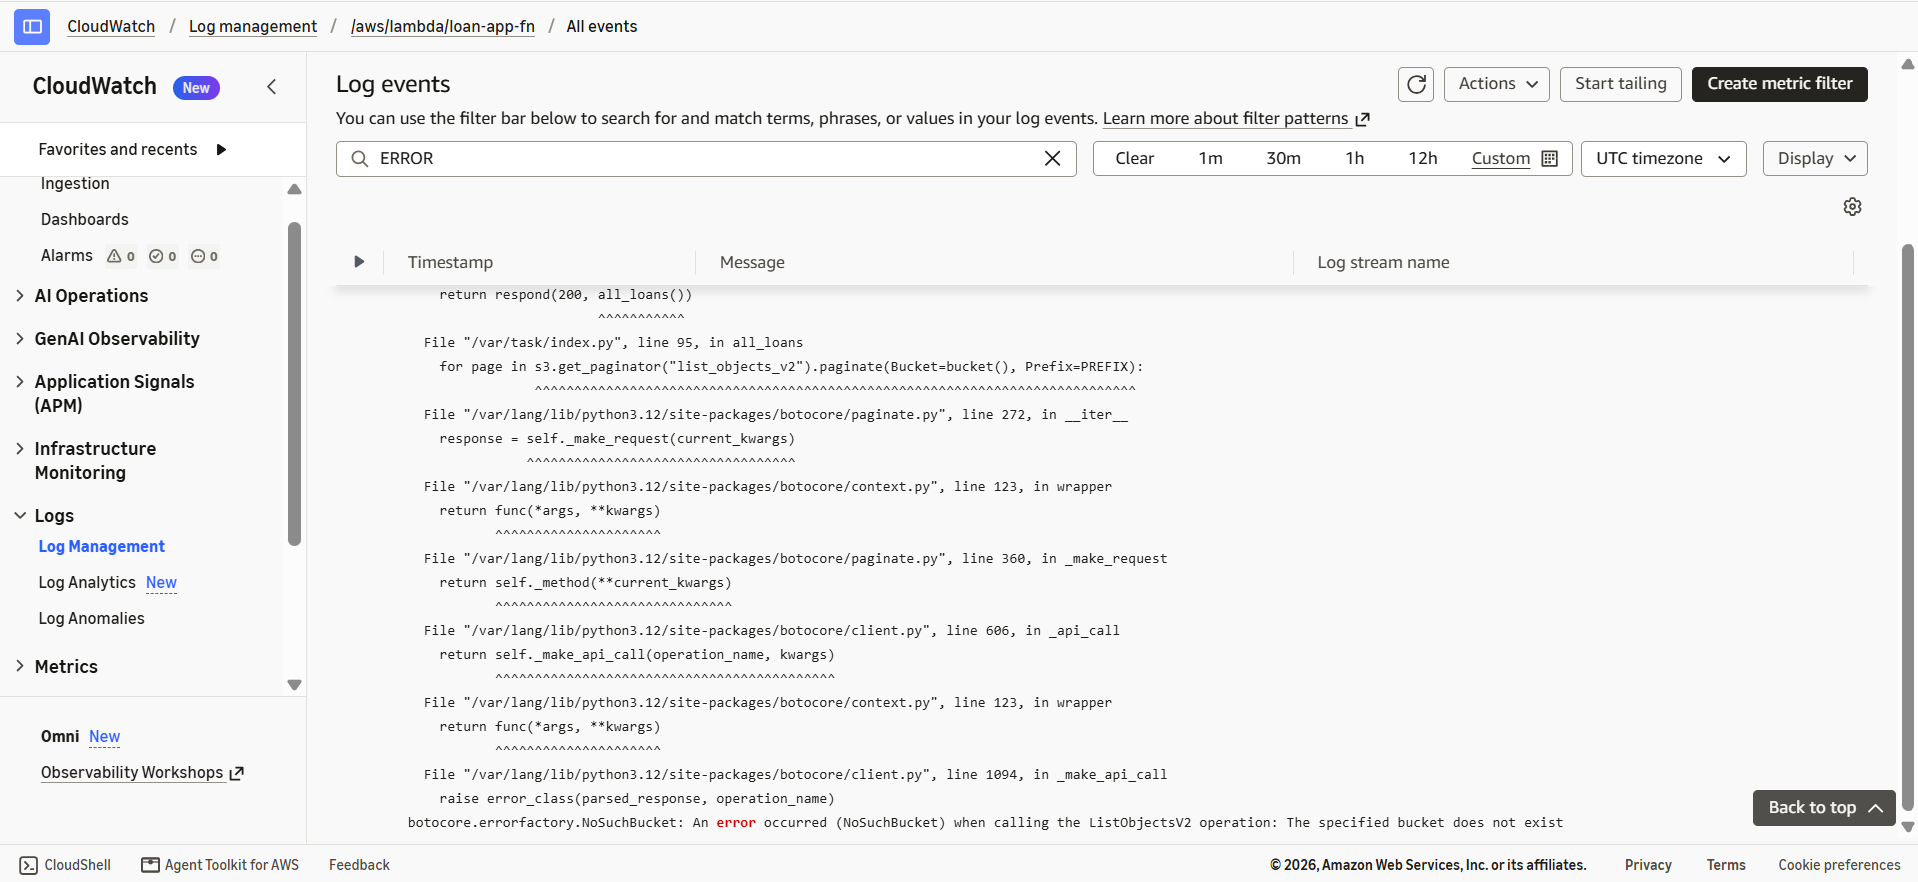 CloudWatch / Log management / /aws/lambda/loan-app-fn / All events
CloudWatch New
Favorites and recents
Ingestion
Dashboards
Alarms 0 0 0
AI Operations
GenAI Observability
Application Signals
(APM)
Infrastructure
Monitoring
Logs
Log Management
Log Analytics New
Log Anomalies
Metrics
Omni New
Observability Workshops
Log events
Actions
Start tailing
Create metric filter
You can use the filter bar below to search for and match terms, phrases, or values in your log events. Learn more about filter patterns
ERROR
Clear 1m 30m 1h 12h Custom
UTC timezone
Display
Timestamp Message Log stream name
    return respond(200, all_loans())
                        ^^^^^^^^^^^
  File "/var/task/index.py", line 95, in all_loans
    for page in s3.get_paginator("list_objects_v2").paginate(Bucket=bucket(), Prefix=PREFIX):
                ^^^^^^^^^^^^^^^^^^^^^^^^^^^^^^^^^^^^^^^^^^^^^^^^^^^^^^^^^^^^^^^^^^^^^^^^^^^^
  File "/var/lang/lib/python3.12/site-packages/botocore/paginate.py", line 272, in __iter__
    response = self._make_request(current_kwargs)
               ^^^^^^^^^^^^^^^^^^^^^^^^^^^^^^^^^^
  File "/var/lang/lib/python3.12/site-packages/botocore/context.py", line 123, in wrapper
    return func(*args, **kwargs)
           ^^^^^^^^^^^^^^^^^^^^^
  File "/var/lang/lib/python3.12/site-packages/botocore/paginate.py", line 360, in _make_request
    return self._method(**current_kwargs)
           ^^^^^^^^^^^^^^^^^^^^^^^^^^^^^^
  File "/var/lang/lib/python3.12/site-packages/botocore/client.py", line 606, in _api_call
    return self._make_api_call(operation_name, kwargs)
           ^^^^^^^^^^^^^^^^^^^^^^^^^^^^^^^^^^^^^^^^^^^
  File "/var/lang/lib/python3.12/site-packages/botocore/context.py", line 123, in wrapper
    return func(*args, **kwargs)
           ^^^^^^^^^^^^^^^^^^^^^
  File "/var/lang/lib/python3.12/site-packages/botocore/client.py", line 1094, in _make_api_call
    raise error_class(parsed_response, operation_name)
botocore.errorfactory.NoSuchBucket: An error occurred (NoSuchBucket) when calling the ListObjectsV2 operation: The specified bucket does not exist
Back to top
CloudShell Agent Toolkit for AWS Feedback © 2026, Amazon Web Services, Inc. or its affiliates. Privacy Terms Cookie preferences